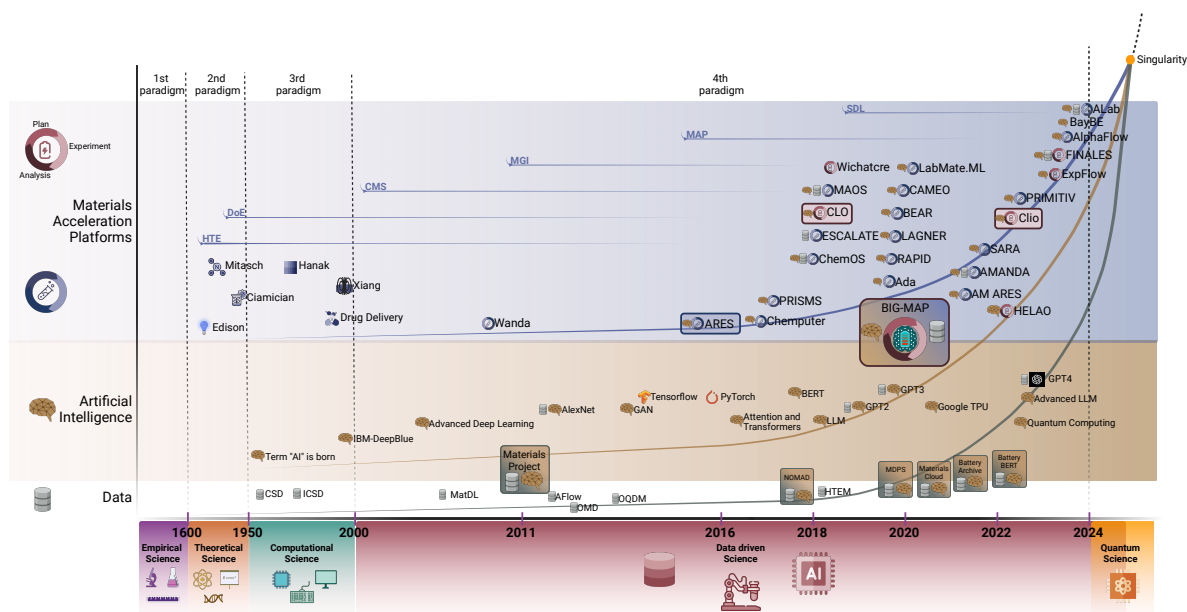 Singularity
1st
paradigm
2nd
paradigm
3rd
paradigm
4th
paradigm
Plan
Experiment
Analysis
Materials
Acceleration
Platforms
SDL
MAP
MGI
CMS
DoE
HTE
ALab
BayBE
AlphaFlow
FINALES
ExpFlow
PRIMITIV
Clio
SARA
AMANDA
AM ARES
HELAO
Wichatcre
LabMate.ML
MAOS
CAMEO
CLO
BEAR
ESCALATE
LAGNER
ChemOS
RAPID
Ada
PRISMS
Chemputer
BIG-MAP
ARES
Wanda
Mitasch
Hanak
Xiang
Ciamician
Drug Delivery
Edison
Artificial
Intelligence
GPT4
Advanced LLM
Quantum Computing
Google TPU
GPT3
GPT2
BERT
LLM
Attention and
Transformers
PyTorch
Tensorflow
GAN
AlexNet
Advanced Deep Learning
IBM-DeepBlue
Term "AI" is born
Materials
Project
NOMAD
MDPS
Materials
Cloud
Battery
Archive
Battery
BERT
Data
CSD
ICSD
MatDL
AFlow
OMD
OQDM
HTEM
1600
1950
2000
2011
2016
2018
2020
2022
2024
Empirical
Science
Theoretical
Science
Computational
Science
Data driven
Science
AI
Quantum
Science